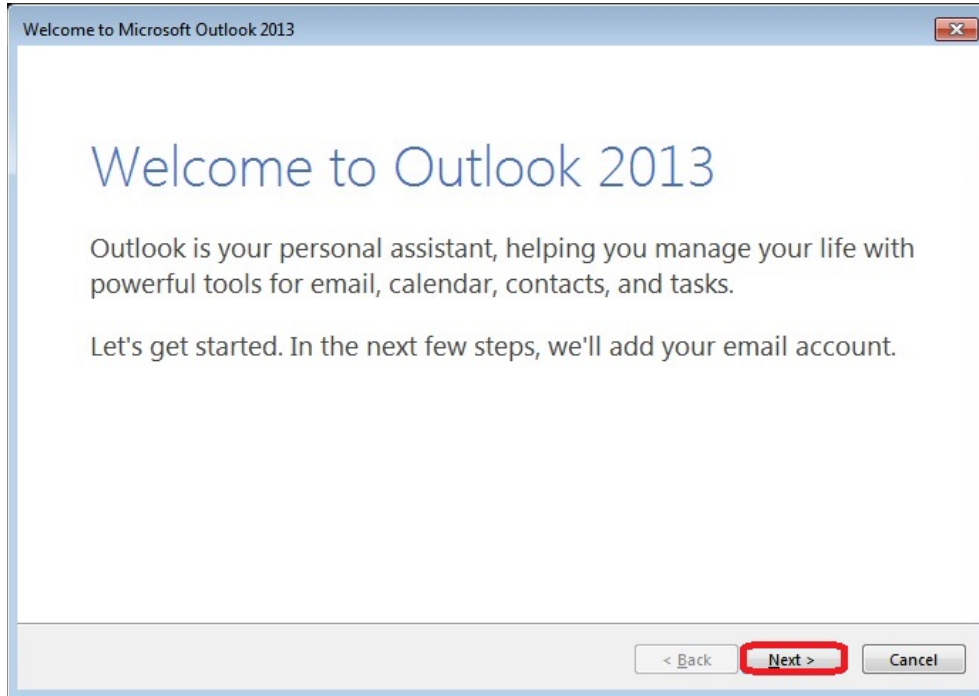 Welcome to Microsoft Outlook 2013
Welcome to Outlook 2013
Outlook is your personal assistant, helping you manage your life with
powerful tools for email, calendar, contacts, and tasks.
Let's get started. In the next few steps, we'll add your email account.
< Back Next > Cancel